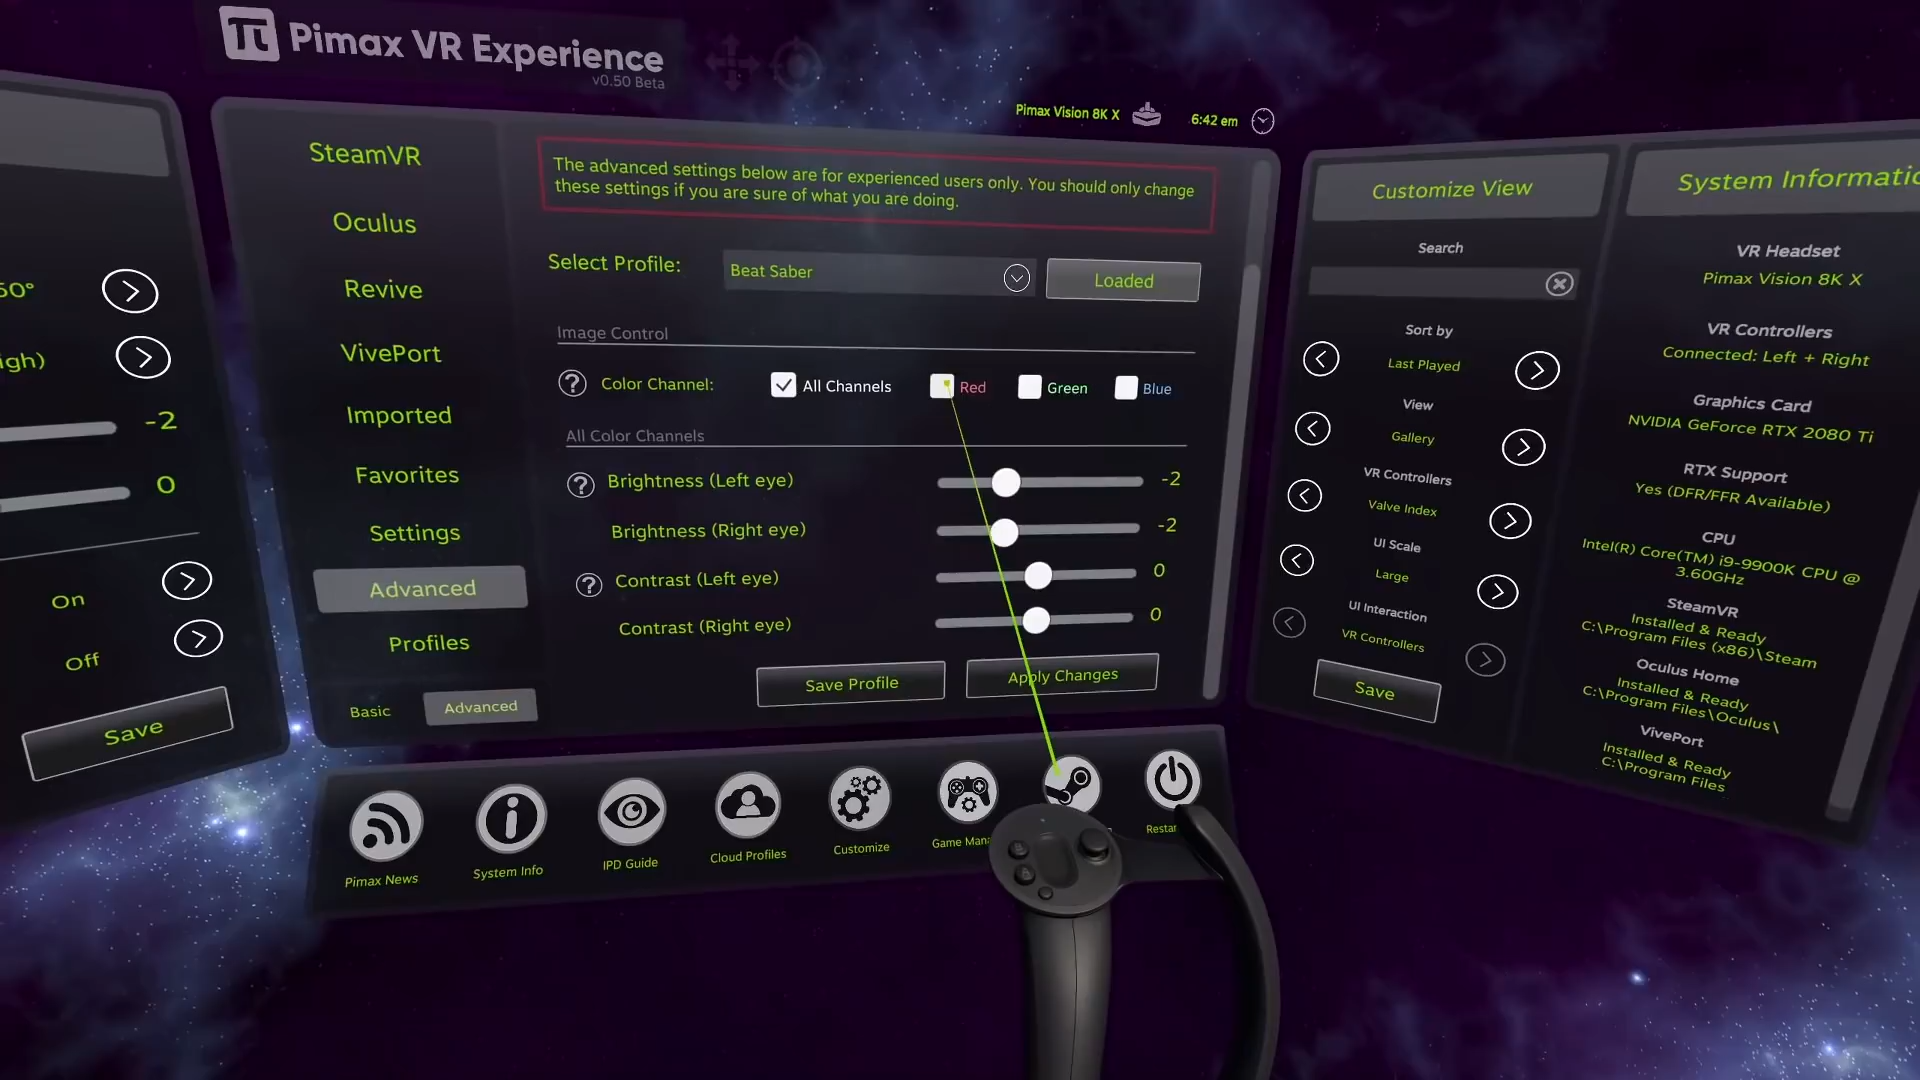 Pimax VR Experience
v0.50 Beta
Pimax Vision 8K X
6:42 em
-2
0
On
Off
Save
SteamVR
Oculus
Revive
VivePort
Imported
Favorites
Settings
Advanced
Profiles
Basic
Advanced
The advanced settings below are for experienced users only. You should only change
these settings if you are sure of what you are doing.
Select Profile:
Beat Saber
Loaded
Image Control
Color Channel:
All Channels
Red
Green
Blue
All Color Channels
Brightness (Left eye)
-2
Brightness (Right eye)
-2
Contrast (Left eye)
0
Contrast (Right eye)
0
Save Profile
Apply Changes
Customize View
Search
Sort by
Last Played
View
Gallery
VR Controllers
Valve Index
UI Scale
Large
UI Interaction
VR Controllers
Save
System Informatio
VR Headset
Pimax Vision 8K X
VR Controllers
Connected: Left + Right
Graphics Card
NVIDIA GeForce RTX 2080 Ti
RTX Support
Yes (DFR/FFR Available)
CPU
Intel(R) Core(TM) i9-9900K CPU @
3.60GHz
SteamVR
Installed & Ready
C:\Program Files (x86)\Steam
Oculus Home
Installed & Ready
C:\Program Files\Oculus\
VivePort
Installed & Ready
C:\Program Files
Pimax News
System Info
IPD Guide
Cloud Profiles
Customize
Game Mana
Resta